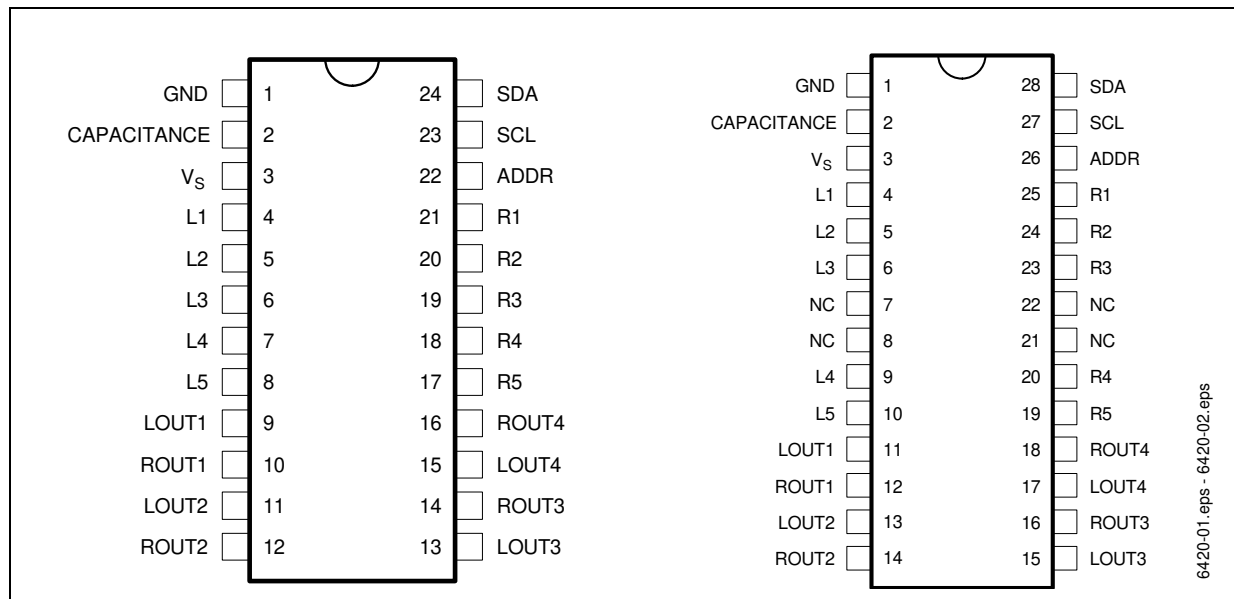 GND 1 24 SDA
CAPACITANCE 2 23 SCL
VS 3 22 ADDR
L1 4 21 R1
L2 5 20 R2
L3 6 19 R3
L4 7 18 R4
L5 8 17 R5
LOUT1 9 16 ROUT4
ROUT1 10 15 LOUT4
LOUT2 11 14 ROUT3
ROUT2 12 13 LOUT3
GND 1 28 SDA
CAPACITANCE 2 27 SCL
VS 3 26 ADDR
L1 4 25 R1
L2 5 24 R2
L3 6 23 R3
NC 7 22 NC
NC 8 21 NC
L4 9 20 R4
L5 10 19 R5
LOUT1 11 18 ROUT4
ROUT1 12 17 LOUT4
LOUT2 13 16 ROUT3
ROUT2 14 15 LOUT3
6420-01.eps - 6420-02.eps